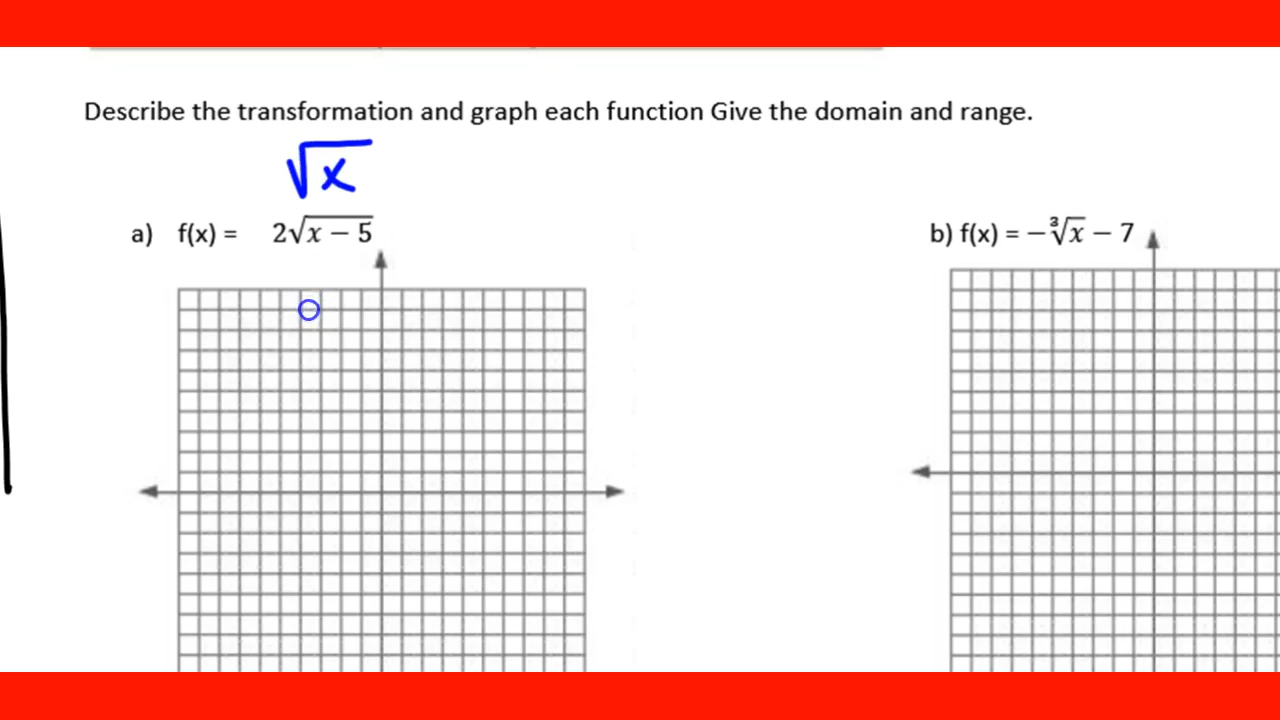 Describe the transformation and graph each function Give the domain and range.
√x
a) f(x) = 2√x − 5
b) f(x) = −∛x − 7